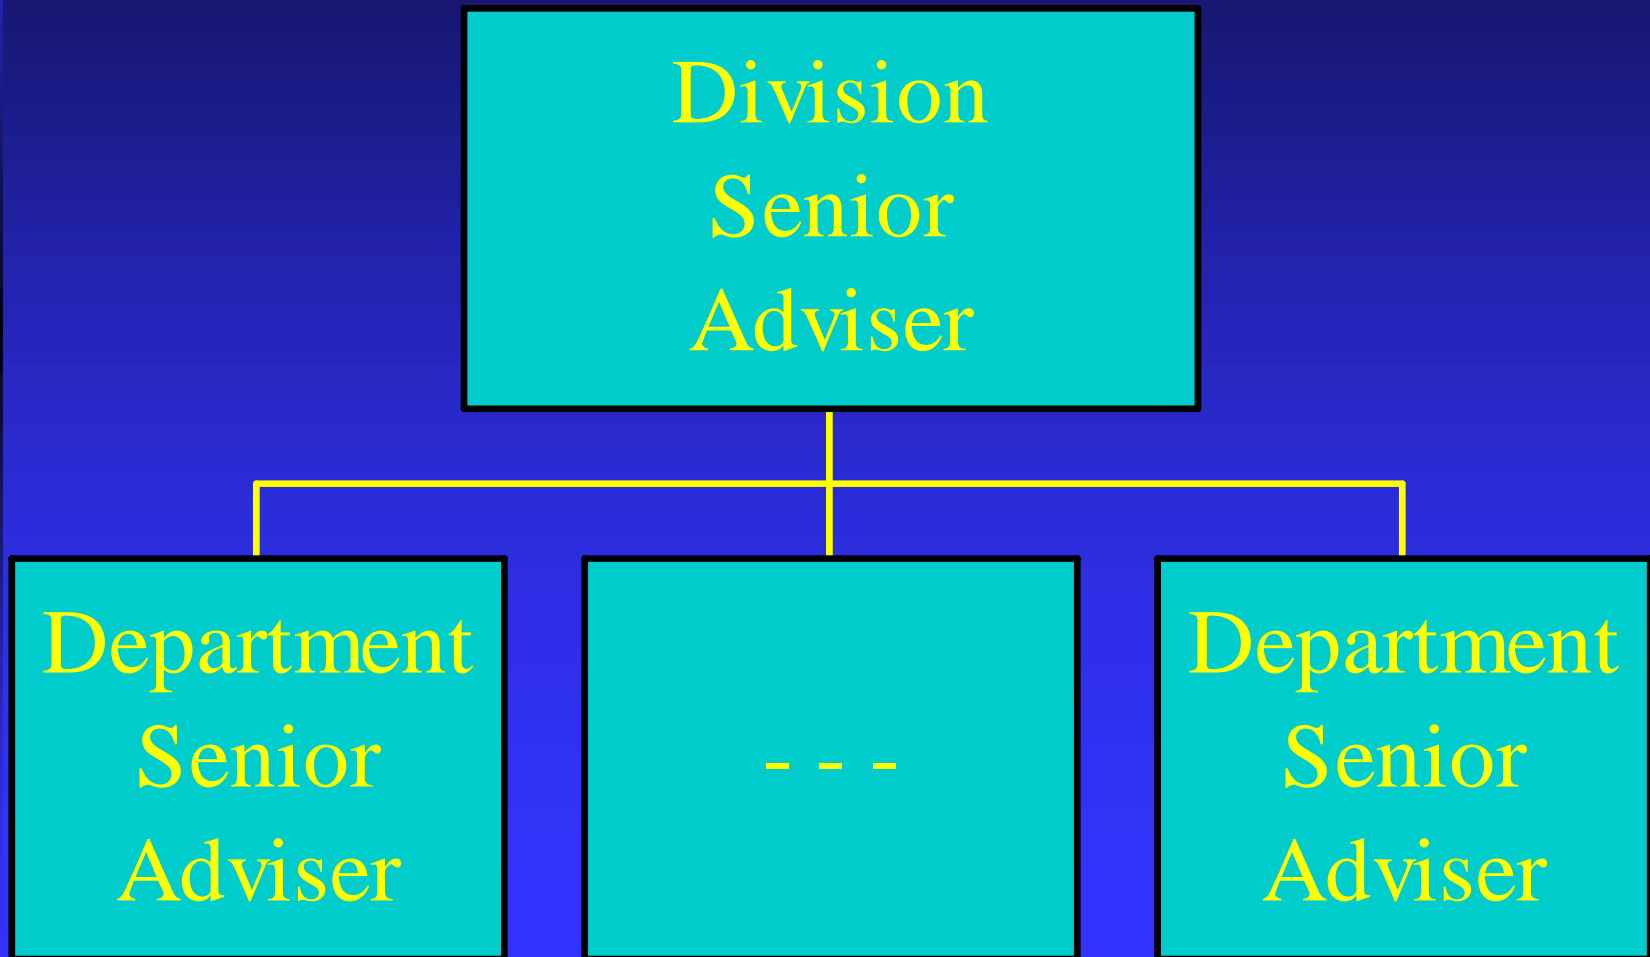 Division
Senior
Adviser
Department
Senior
Adviser
- - -
Department
Senior
Adviser